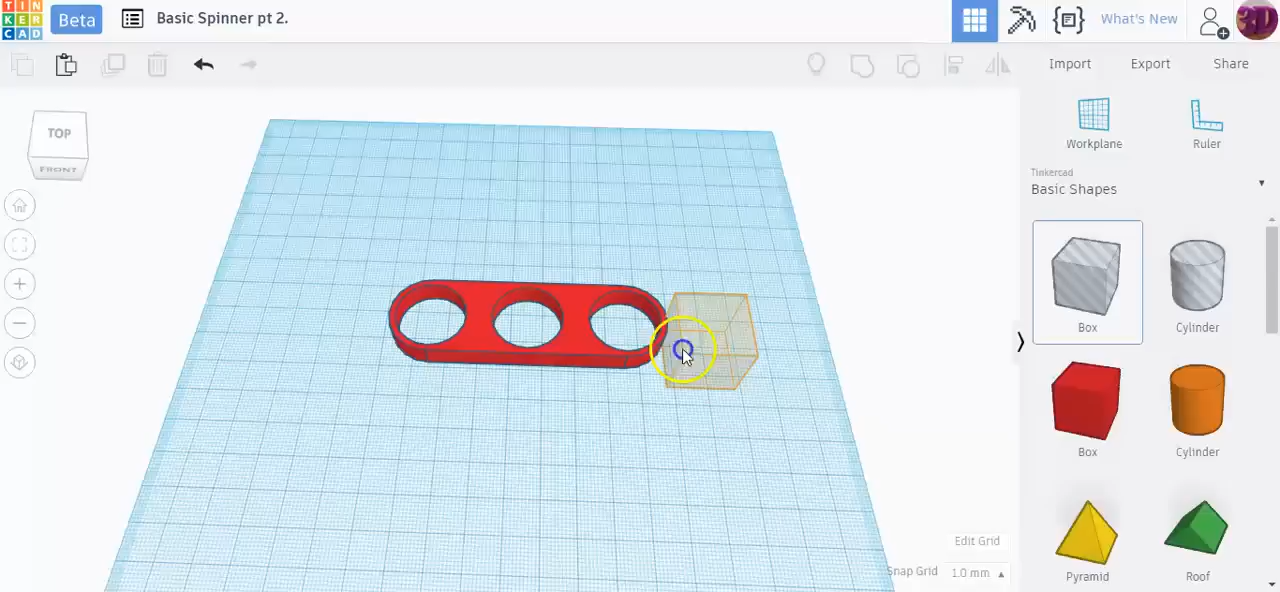 TIN
KER
CAD
Beta
Basic Spinner pt 2.
What's New
Import
Export
Share
TOP
FRONT
Workplane
Ruler
Tinkercad
Basic Shapes
Box
Cylinder
Box
Cylinder
Pyramid
Roof
Edit Grid
Snap Grid
1.0 mm